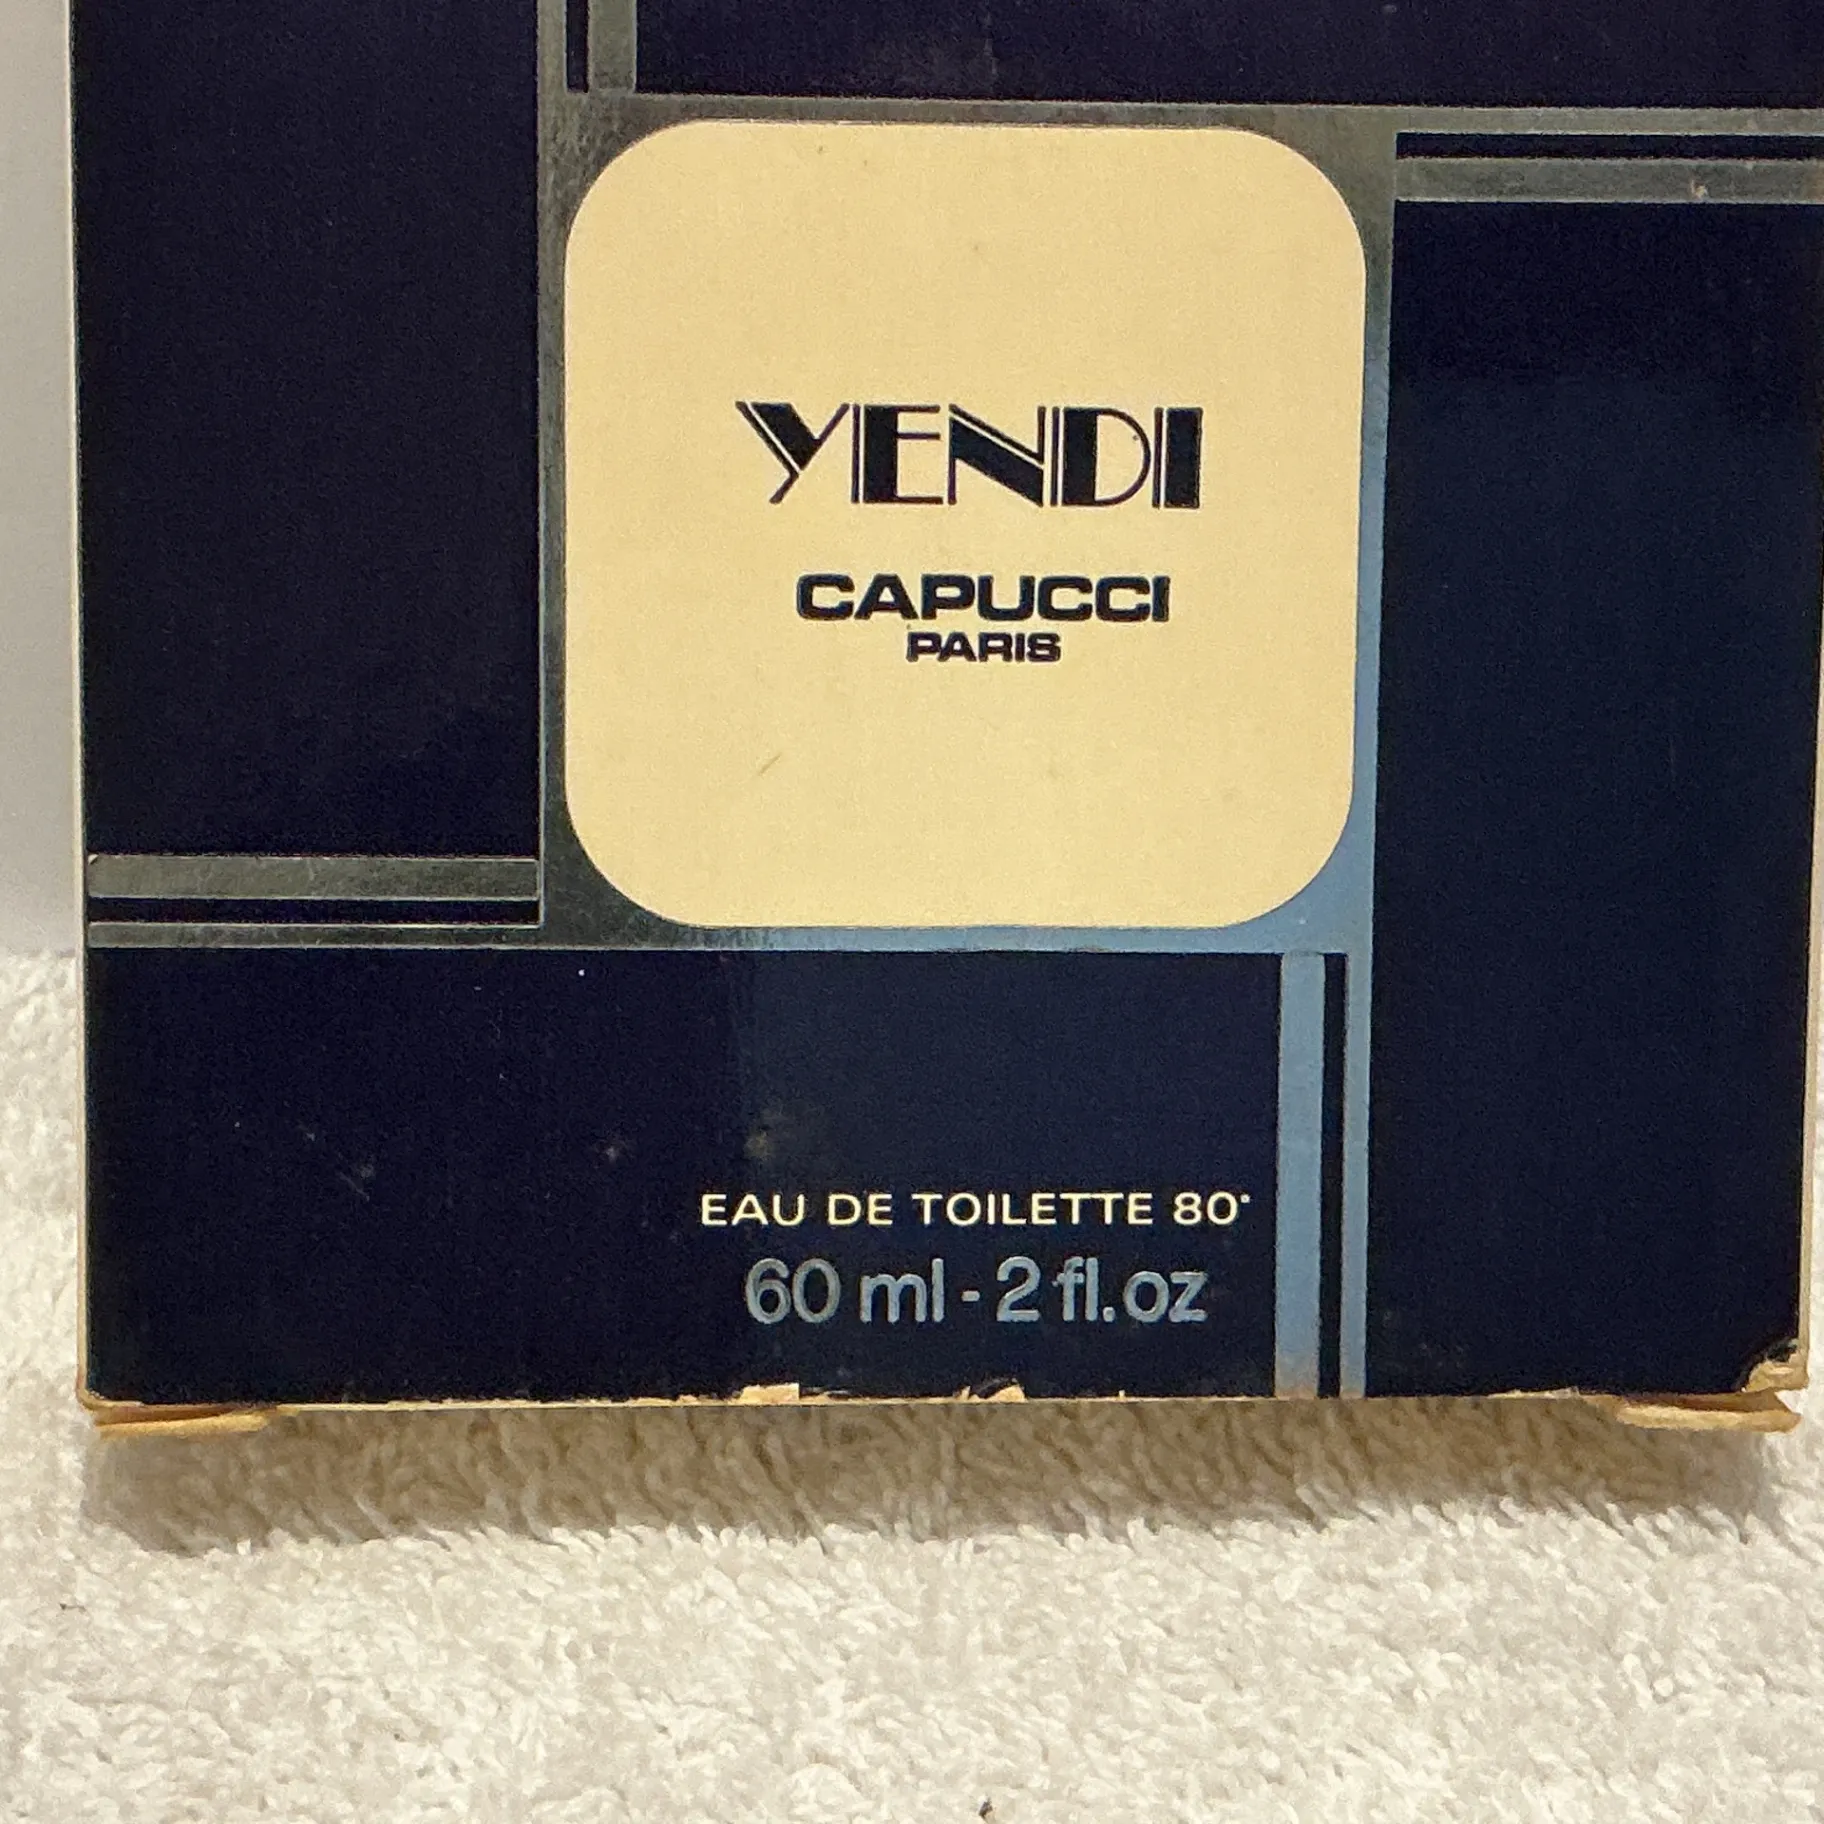 YENDI
CAPUCCI
PARIS
EAU DE TOILETTE 80°
60 ml - 2 fl. oz